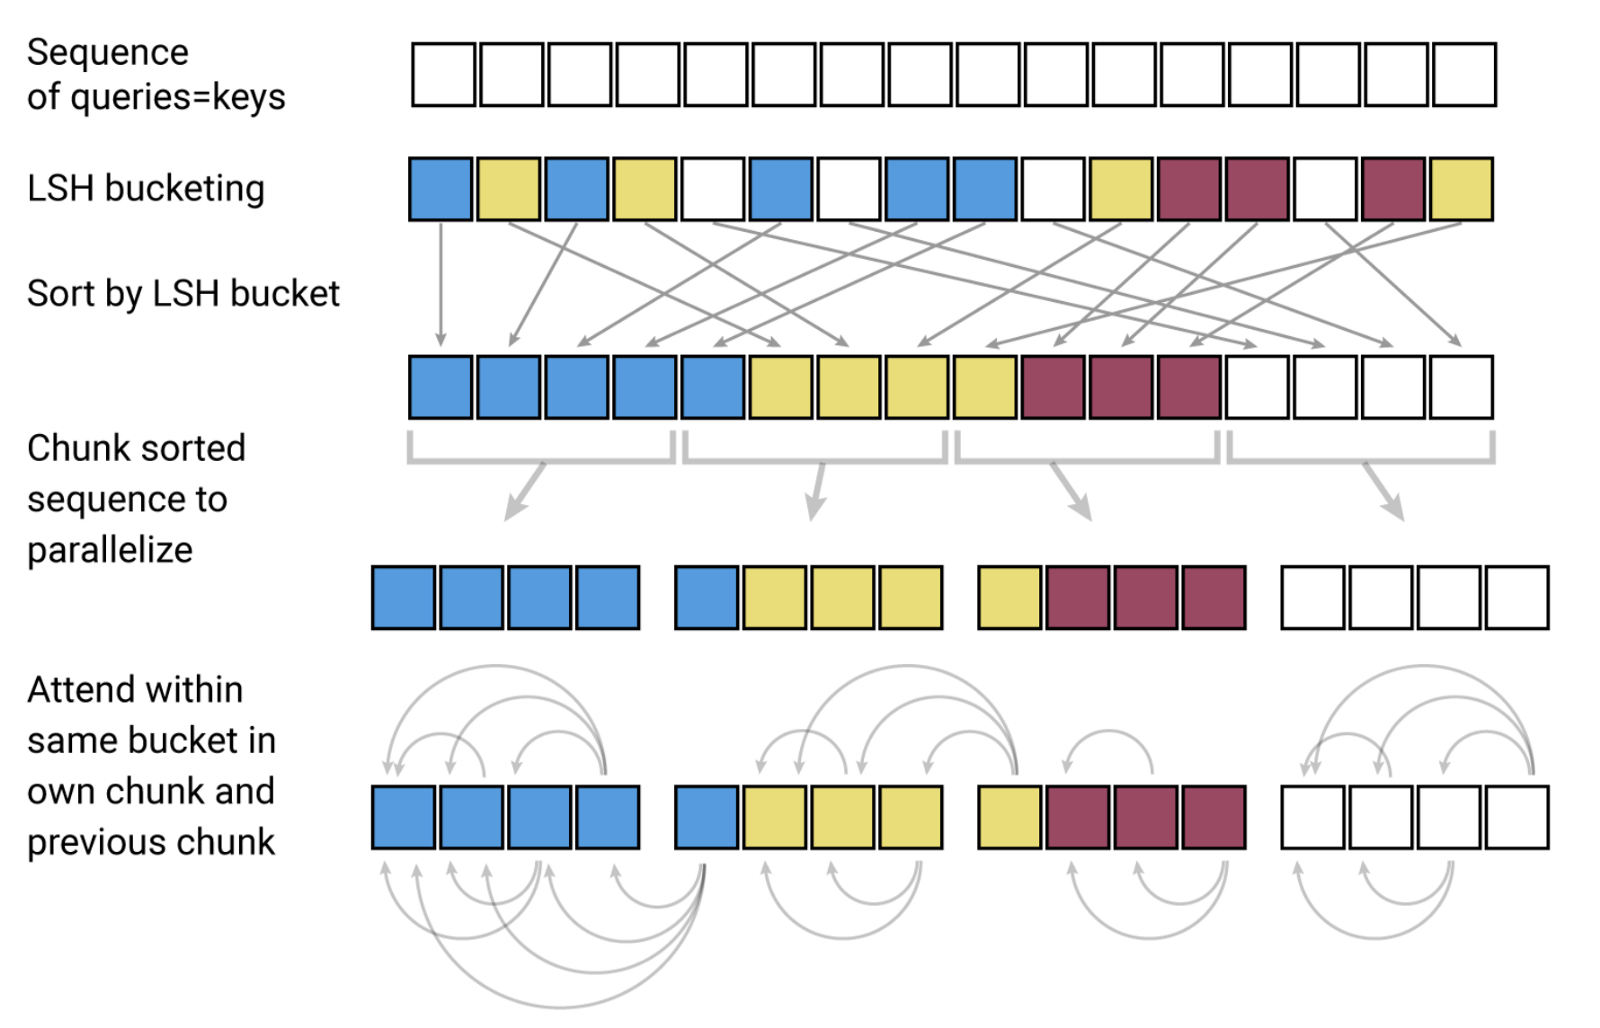 Sequence
of queries=keys
LSH bucketing
Sort by LSH bucket
Chunk sorted
sequence to
parallelize
Attend within
same bucket in
own chunk and
previous chunk